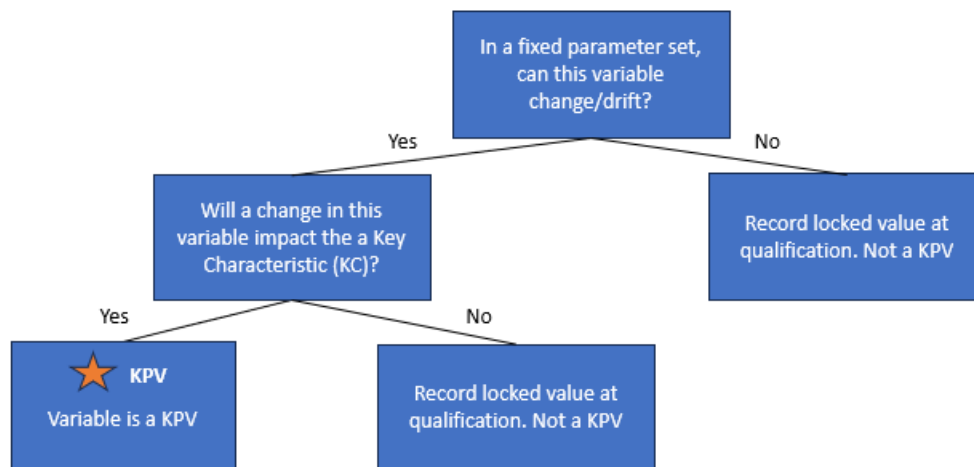 In a fixed parameter set,
can this variable
change/drift?
Yes
No
Will a change in this
variable impact the a Key
Characteristic (KC)?
Record locked value at
qualification. Not a KPV
Yes
No
KPV
Variable is a KPV
Record locked value at
qualification. Not a KPV